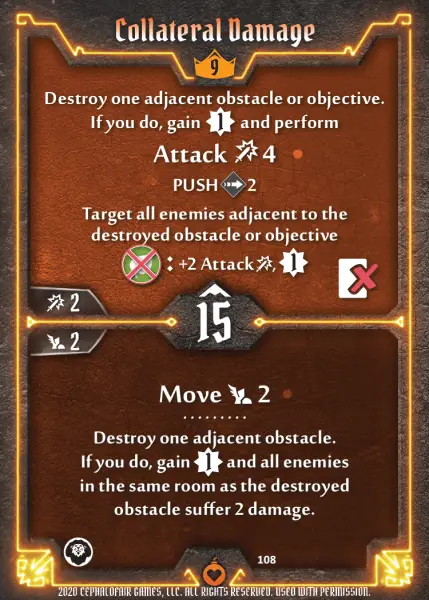 Collateral Damage
9
Destroy one adjacent obstacle or objective.
If you do, gain 1 and perform
Attack 4
PUSH 2
Target all enemies adjacent to the
destroyed obstacle or objective
: +2 Attack, 1
2
15
2
Move 2
Destroy one adjacent obstacle.
If you do, gain 1 and all enemies
in the same room as the destroyed
obstacle suffer 2 damage.
108
2020 CEPHALOFAIR GAMES, LLC. ALL RIGHTS RESERVED. USED WITH PERMISSION.